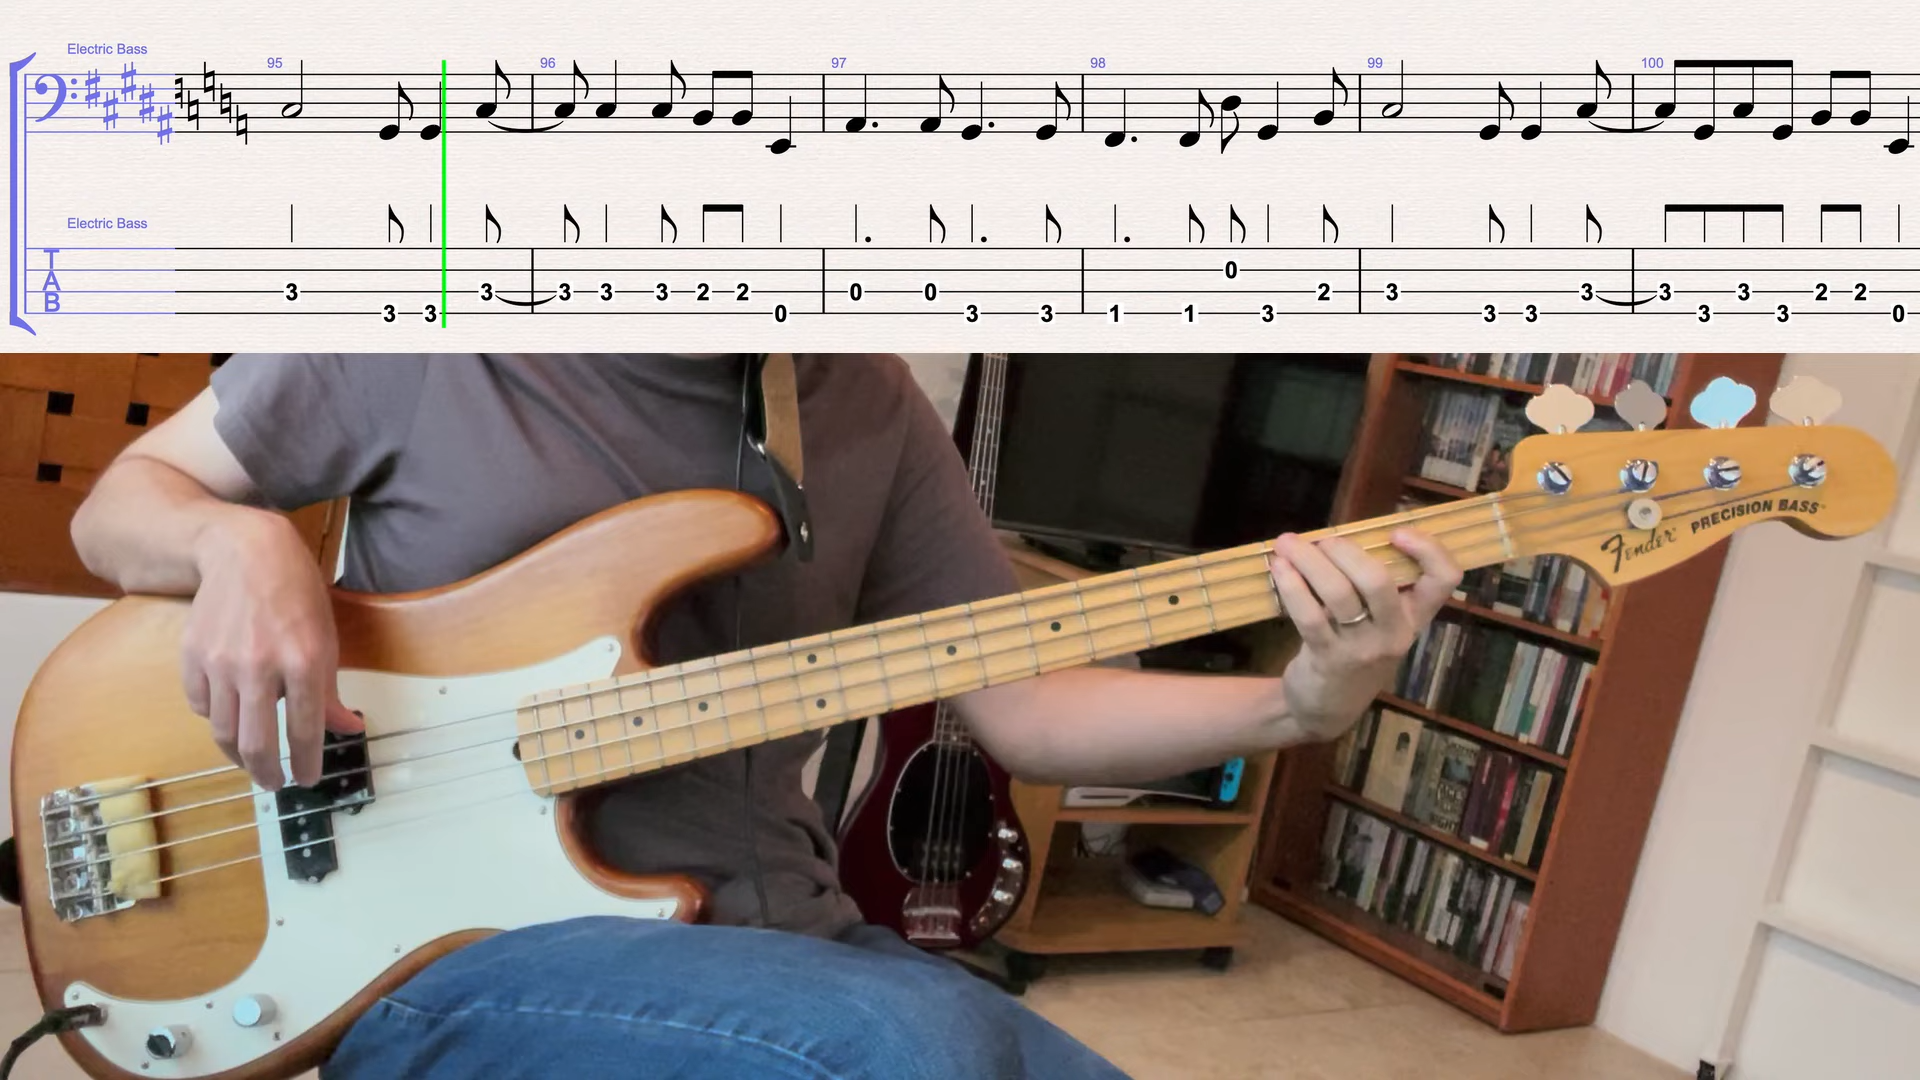 Electric Bass
95 96 97 98 99 100
Electric Bass
T
A
B
3 3 3 3 3 3 3 2 2 0 0 0 3 3 1 1 0 3 2 3 3 3 3 3 3 3 3 2 2 0
Fender PRECISION BASS